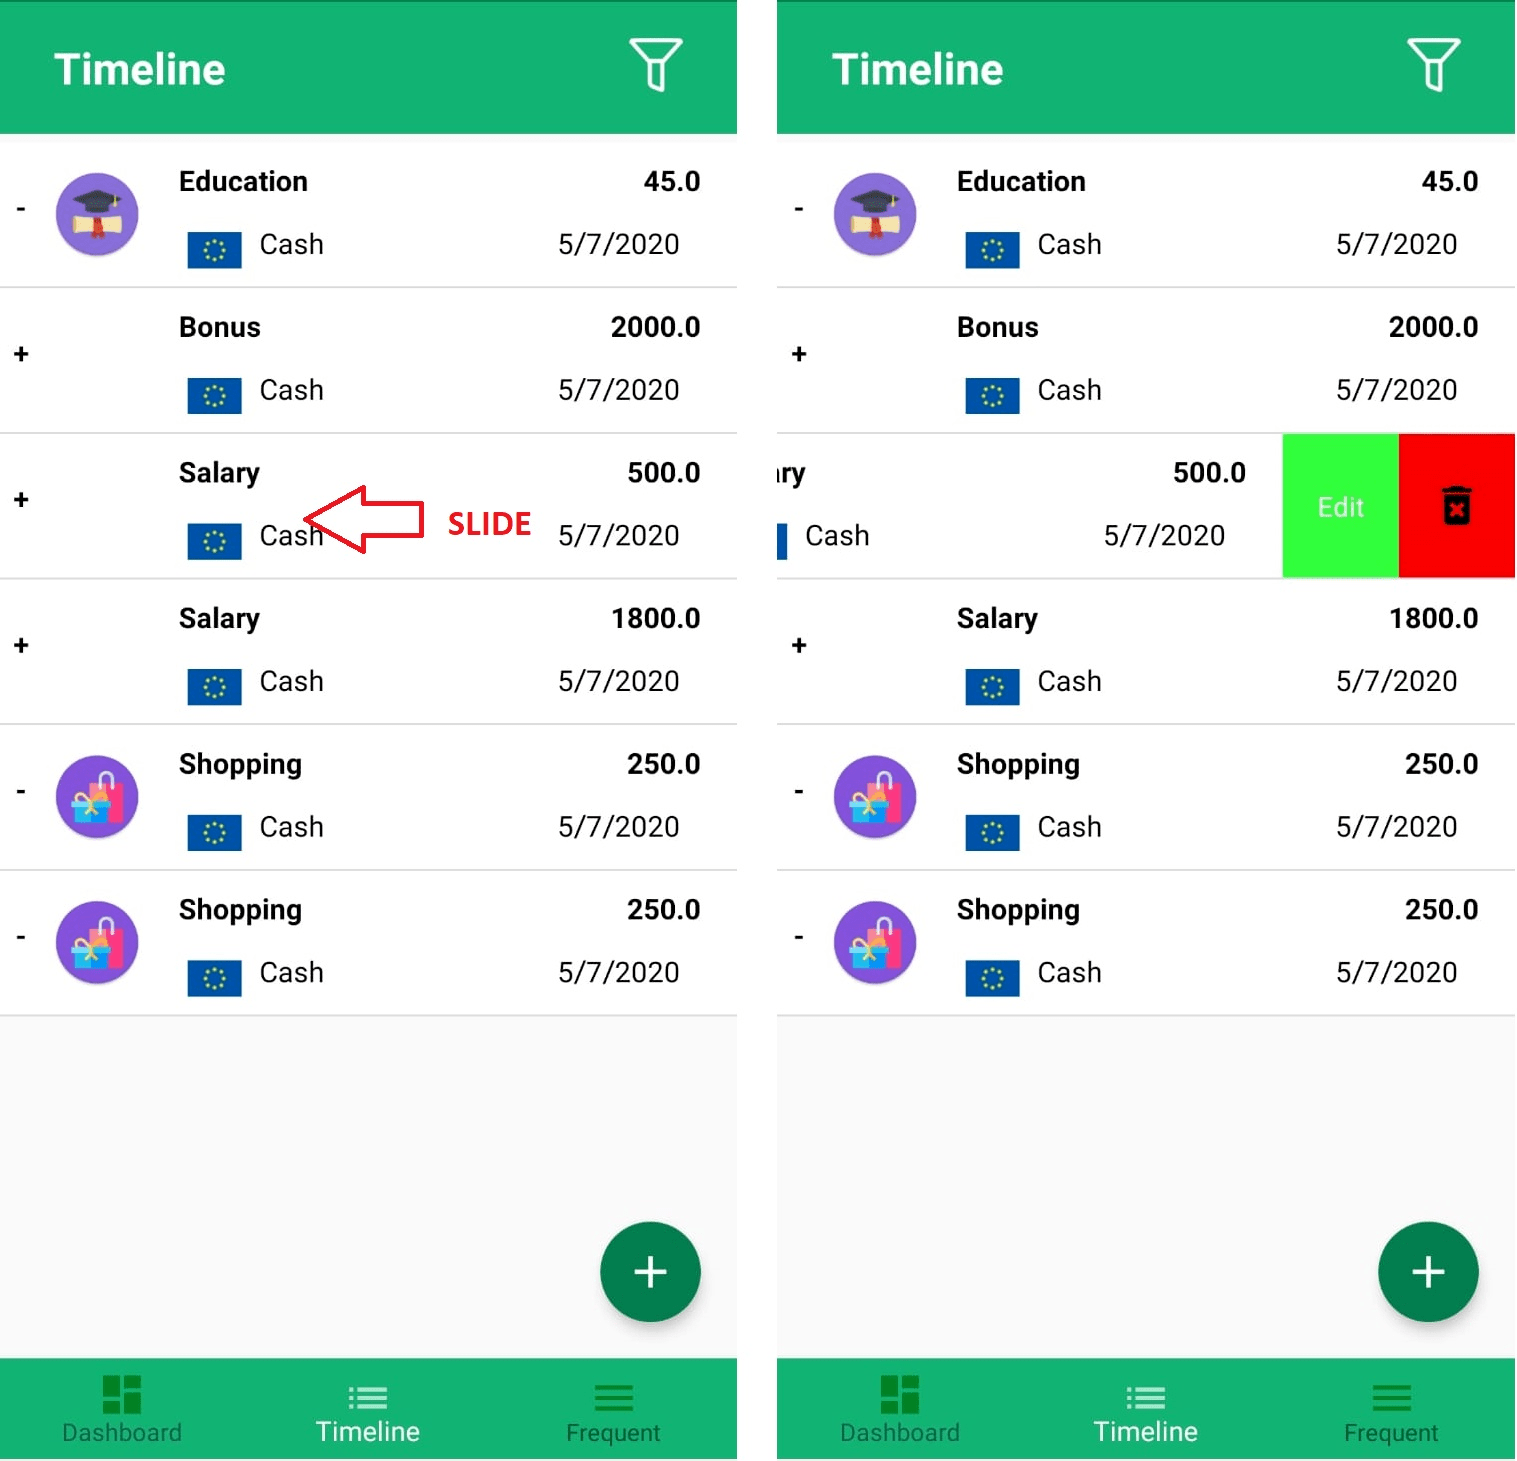 Timeline
Education 45.0
-
Cash 5/7/2020
Bonus 2000.0
+
Cash 5/7/2020
Salary 500.0
+
SLIDE
Cash 5/7/2020
Salary 1800.0
+
Cash 5/7/2020
Shopping 250.0
-
Cash 5/7/2020
Shopping 250.0
-
Cash 5/7/2020
+
Dashboard Timeline Frequent
Timeline
Education 45.0
-
Cash 5/7/2020
Bonus 2000.0
+
Cash 5/7/2020
ry 500.0
Edit
Cash 5/7/2020
Salary 1800.0
+
Cash 5/7/2020
Shopping 250.0
-
Cash 5/7/2020
Shopping 250.0
-
Cash 5/7/2020
+
Dashboard Timeline Frequent